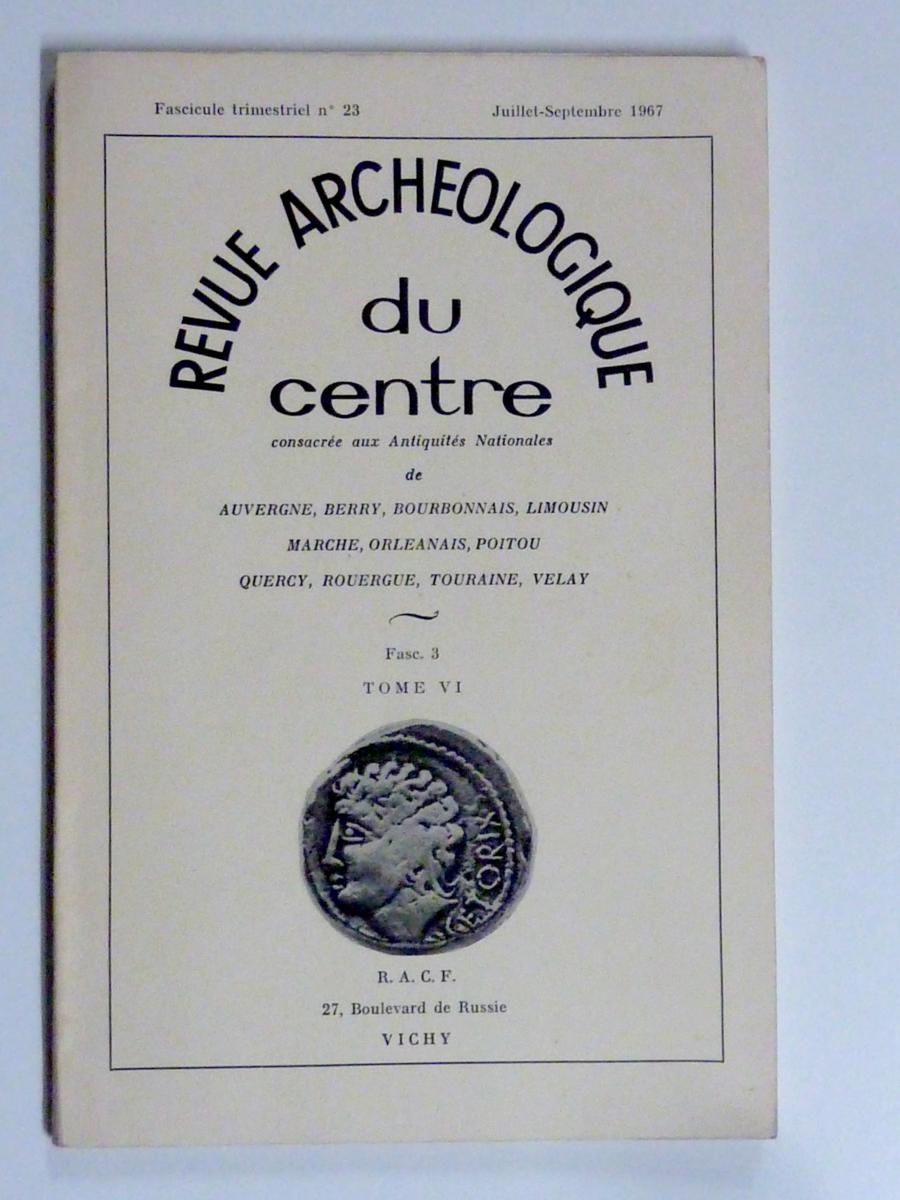 Fascicule trimestriel n° 23
Juillet-Septembre 1967
REVUE ARCHEOLOGIQUE
du
centre
consacrée aux Antiquités Nationales
de
AUVERGNE, BERRY, BOURBONNAIS, LIMOUSIN
MARCHE, ORLEANAIS, POITOU
QUERCY, ROUERGUE, TOURAINE, VELAY
Fasc. 3
TOME VI
GETORIX
R. A. C. F.
27, Boulevard de Russie
VICHY